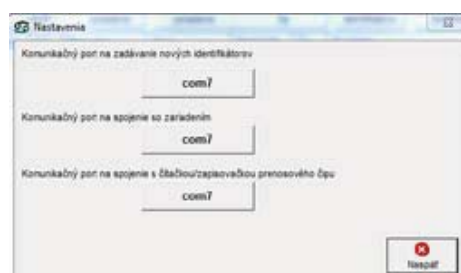 Nastavenia
Komunikačný port na zadávanie nových identifikátorov
com7
Komunikačný port na spojenie so zariadením
com7
Komunikačný port na spojenie s čítačkou/zapisovačkou prenosového čipu
com7
Naspäť